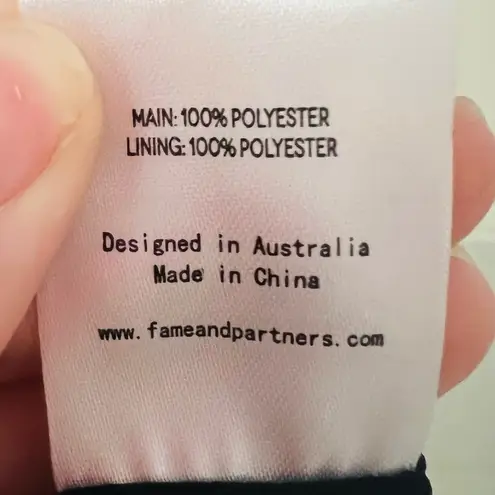 MAIN: 100% POLYESTER
LINING: 100% POLYESTER
Designed in Australia
Made in China
www.fameandpartners.com